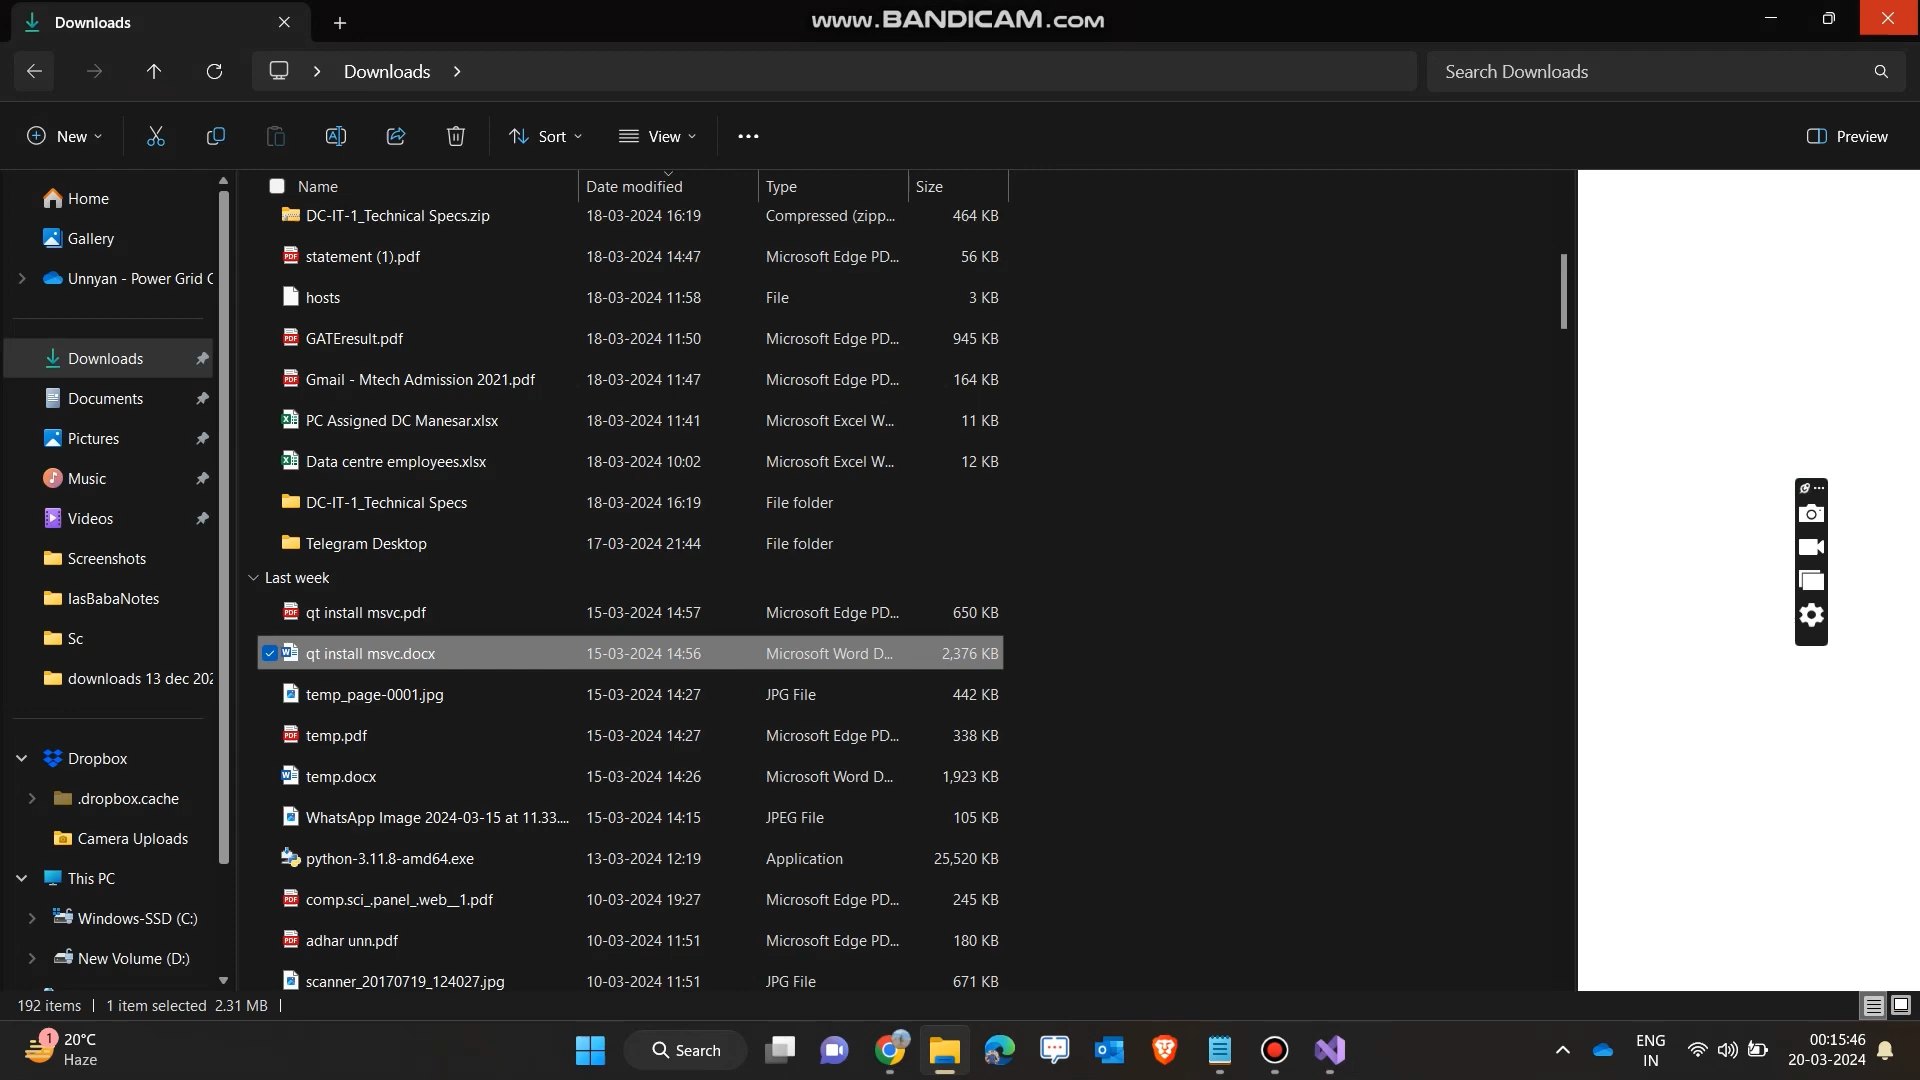 Downloads
www.BANDICAM.com
Downloads
Search Downloads
New
Sort
View
Preview
Name Date modified Type Size
DC-IT-1_Technical Specs.zip 18-03-2024 16:19 Compressed (zipp... 464 KB
statement (1).pdf 18-03-2024 14:47 Microsoft Edge PD... 56 KB
hosts 18-03-2024 11:58 File 3 KB
GATEresult.pdf 18-03-2024 11:50 Microsoft Edge PD... 945 KB
Gmail - Mtech Admission 2021.pdf 18-03-2024 11:47 Microsoft Edge PD... 164 KB
PC Assigned DC Manesar.xlsx 18-03-2024 11:41 Microsoft Excel W... 11 KB
Data centre employees.xlsx 18-03-2024 10:02 Microsoft Excel W... 12 KB
DC-IT-1_Technical Specs 18-03-2024 16:19 File folder
Telegram Desktop 17-03-2024 21:44 File folder
Last week
qt install msvc.pdf 15-03-2024 14:57 Microsoft Edge PD... 650 KB
qt install msvc.docx 15-03-2024 14:56 Microsoft Word D... 2,376 KB
temp_page-0001.jpg 15-03-2024 14:27 JPG File 442 KB
temp.pdf 15-03-2024 14:27 Microsoft Edge PD... 338 KB
temp.docx 15-03-2024 14:26 Microsoft Word D... 1,923 KB
WhatsApp Image 2024-03-15 at 11.33.... 15-03-2024 14:15 JPEG File 105 KB
python-3.11.8-amd64.exe 13-03-2024 12:19 Application 25,520 KB
comp.sci_.panel_.web__1.pdf 10-03-2024 19:27 Microsoft Edge PD... 245 KB
adhar unn.pdf 10-03-2024 11:51 Microsoft Edge PD... 180 KB
scanner_20170719_124027.jpg 10-03-2024 11:51 JPG File 671 KB
Home
Gallery
Unnyan - Power Grid C
Downloads
Documents
Pictures
Music
Videos
Screenshots
IasBabaNotes
Sc
downloads 13 dec 202
Dropbox
.dropbox.cache
Camera Uploads
This PC
Windows-SSD (C:)
New Volume (D:)
192 items 1 item selected 2.31 MB
1
20°C
Haze
Search
ENG
IN
00:15:46
20-03-2024